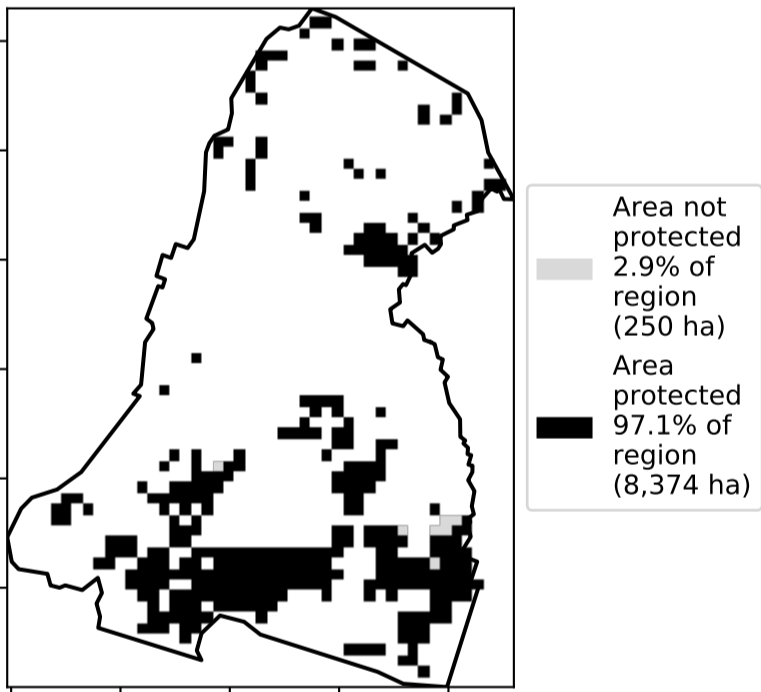 Area not
protected
2.9% of
region
(250 ha)
Area
protected
97.1% of
region
(8,374 ha)